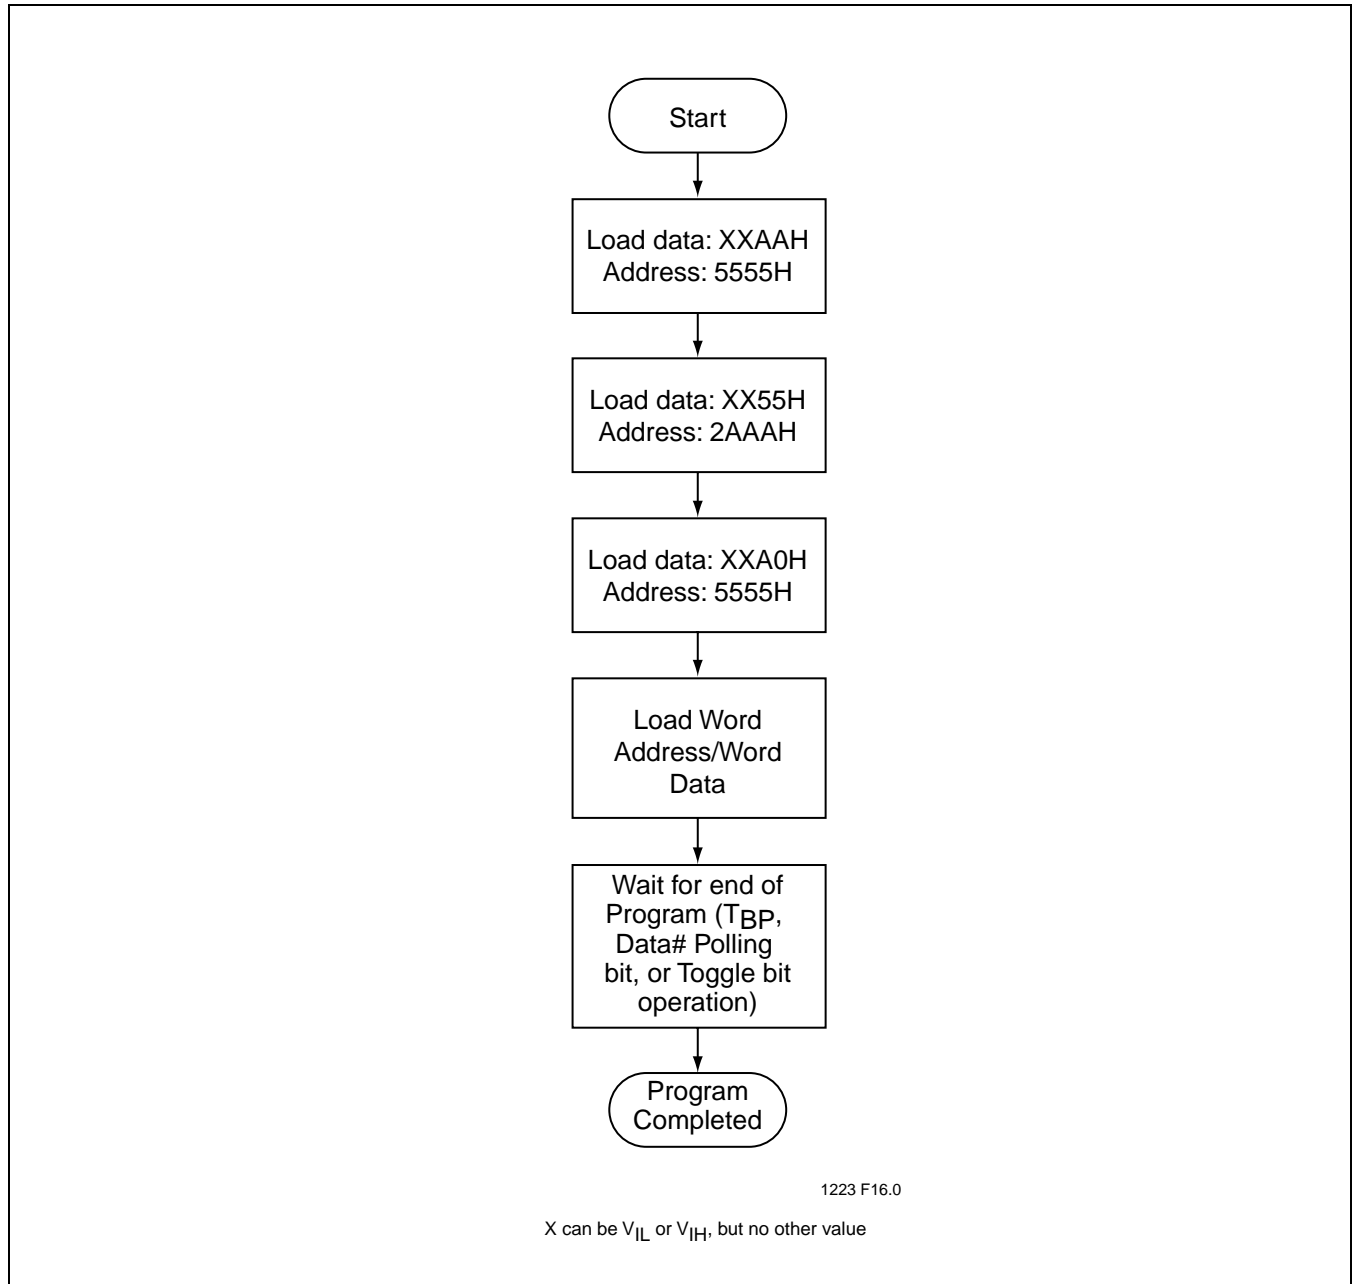 Start
Load data: XXAAH
Address: 5555H
Load data: XX55H
Address: 2AAAH
Load data: XXA0H
Address: 5555H
Load Word
Address/Word
Data
Wait for end of
Program (TBP,
Data# Polling
bit, or Toggle bit
operation)
Program
Completed
1223 F16.0
X can be VIL or VIH, but no other value